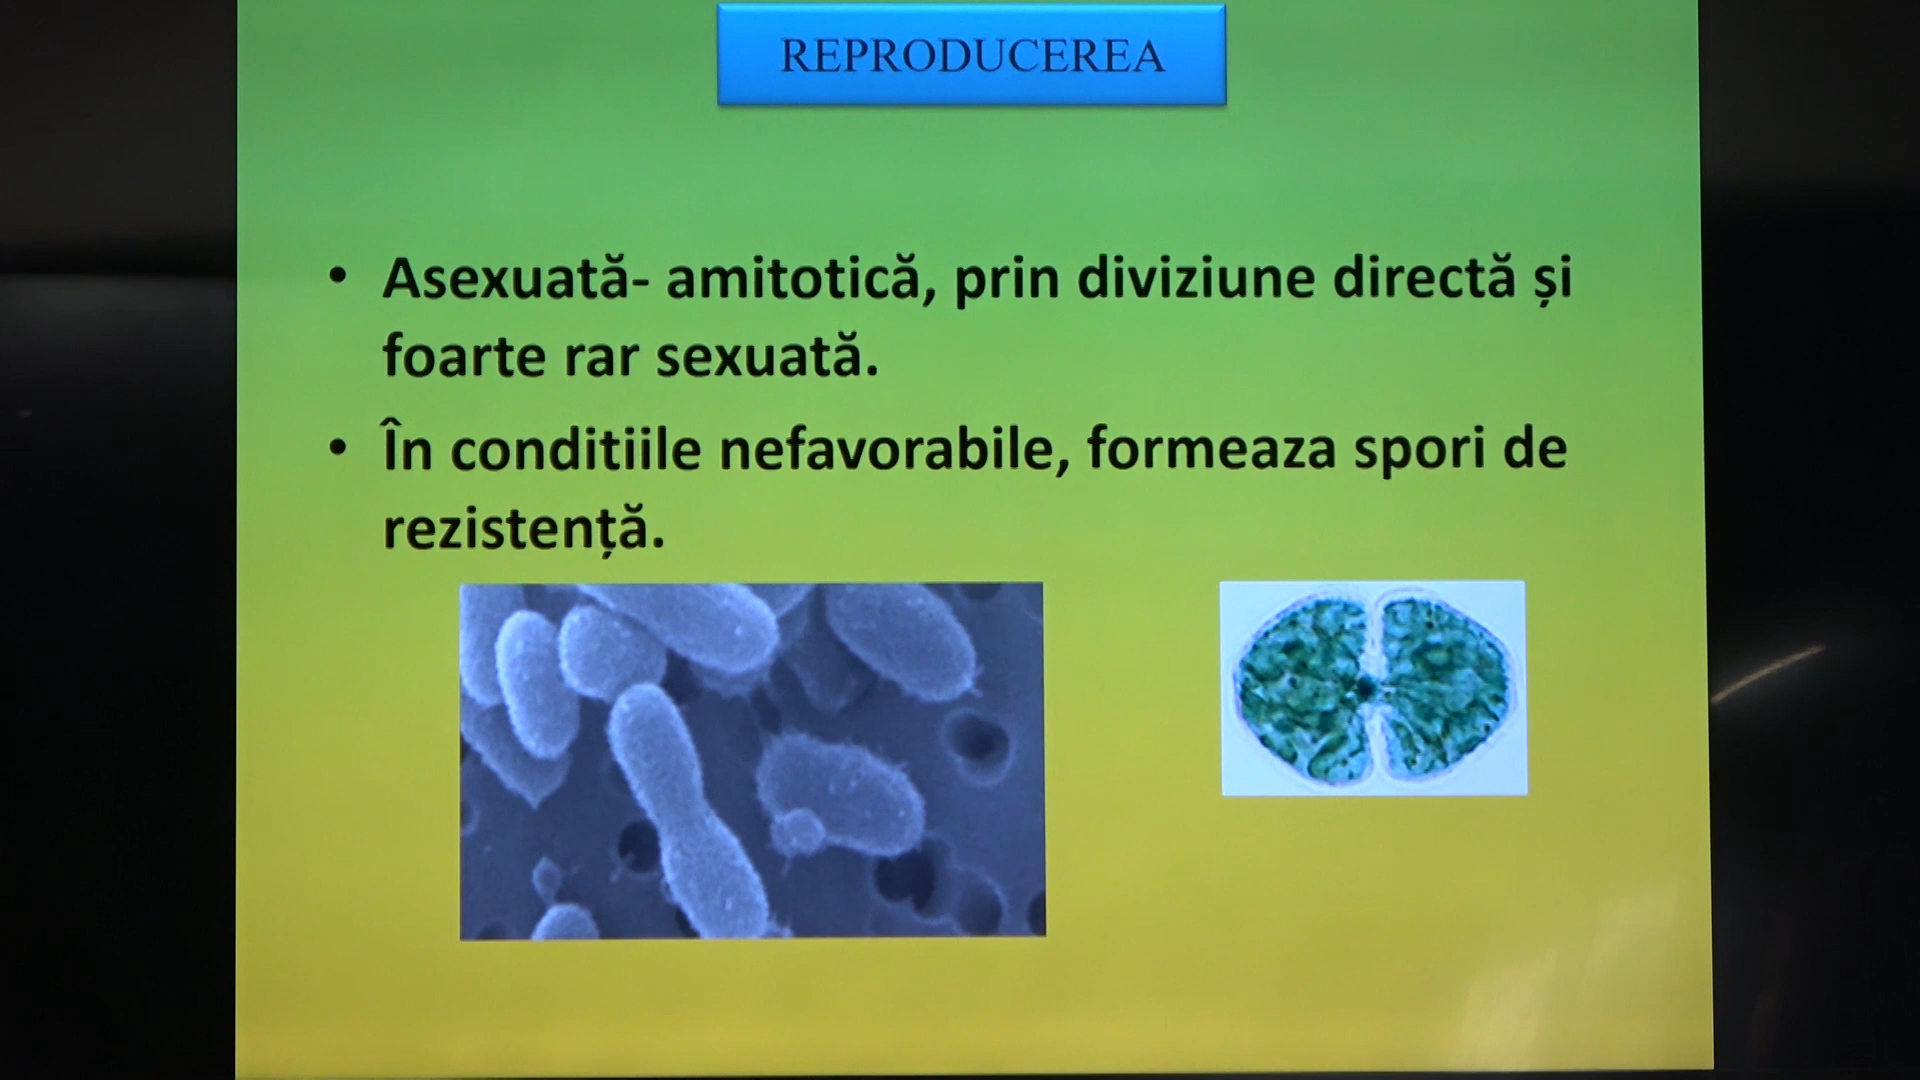 REPRODUCEREA
• Asexuată- amitotică, prin diviziune directă și
foarte rar sexuată.
• În conditiile nefavorabile, formeaza spori de
rezistență.